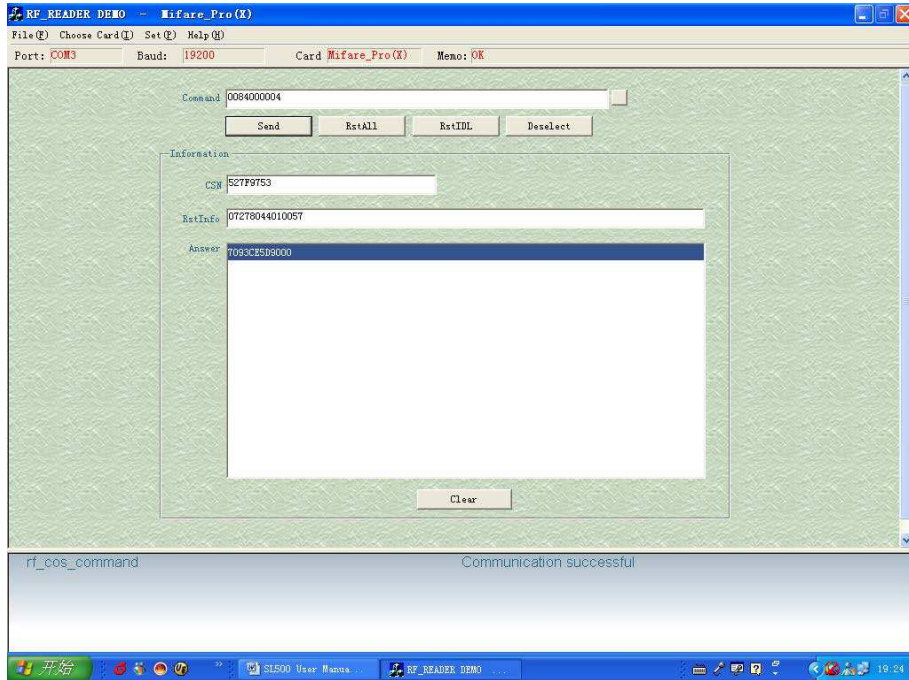 RF_READER DEMO - Mifare_Pro(X)
File(F) Choose Card(I) Set(P) Help(H)
Port: COM3 Baud: 19200 Card Mifare_Pro(X) Memo: OK
Command 0084000004
Send RstAll RstIDL Deselect
Information
CSN 527F9753
RstInfo 07278044010057
Answer 7093CE5D9000
Clear
rf_cos_command Communication successful
开始 SL500 User Manua... RF_READER DEMO ... 19:24